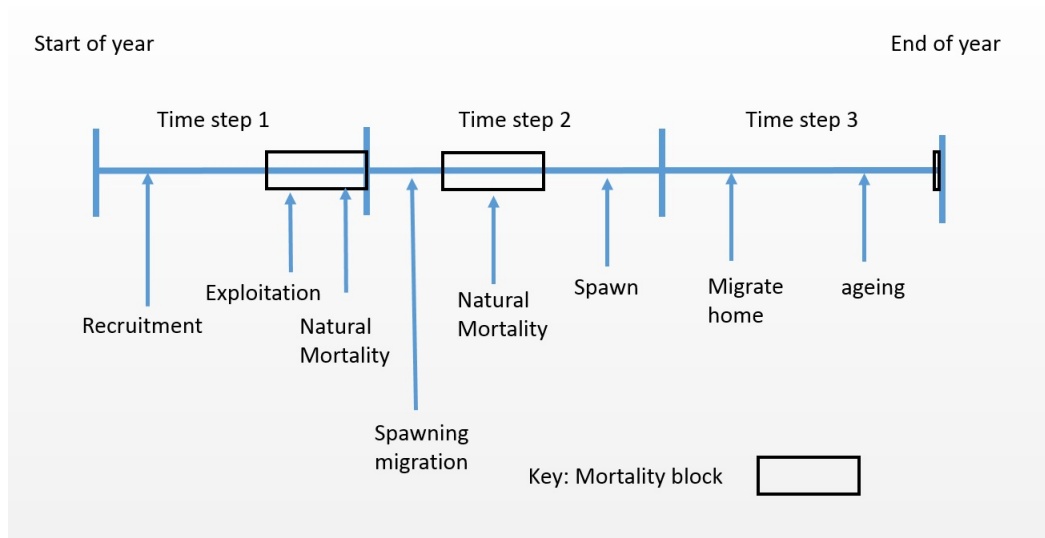 Start of year
End of year
Time step 1
Time step 2
Time step 3
Recruitment
Exploitation
Natural
Mortality
Spawning
migration
Natural
Mortality
Spawn
Migrate
home
ageing
Key: Mortality block